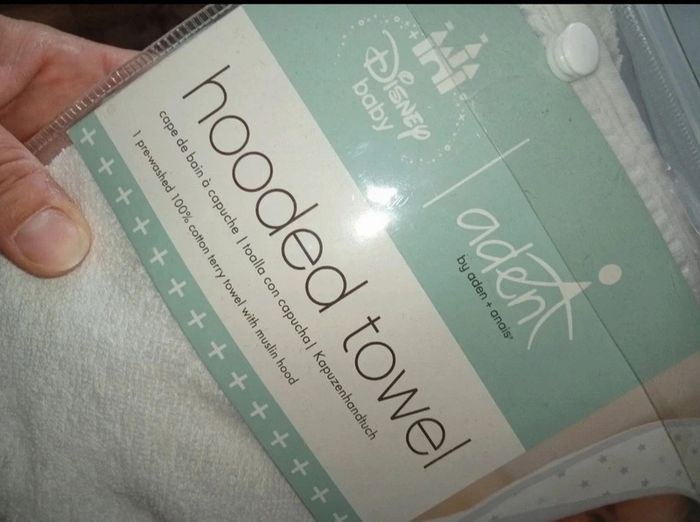 Disney
baby
aden
by aden + anais®
hooded towel
cape de bain à capuche | toalla con capucha | Kapuzenhandtuch
1 pre-washed 100% cotton terry towel with muslin hood